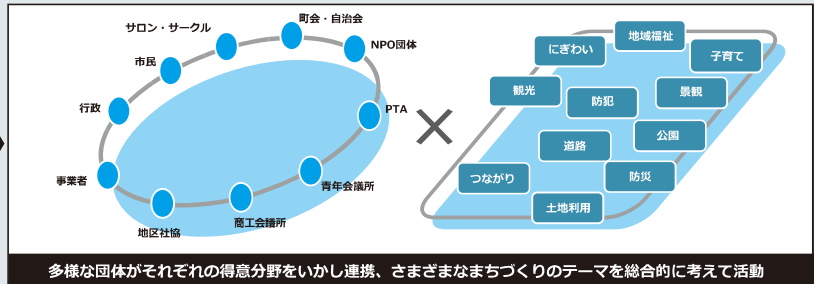 サロン・サークル
町会・自治会
NPO団体
市民
PTA
行政
事業者
青年会議所
地区社協
商工会議所
×
にぎわい
地域福祉
子育て
観光
防犯
景観
道路
公園
つながり
防災
土地利用
多様な団体がそれぞれの得意分野をいかし連携、さまざまなまちづくりのテーマを総合的に考えて活動